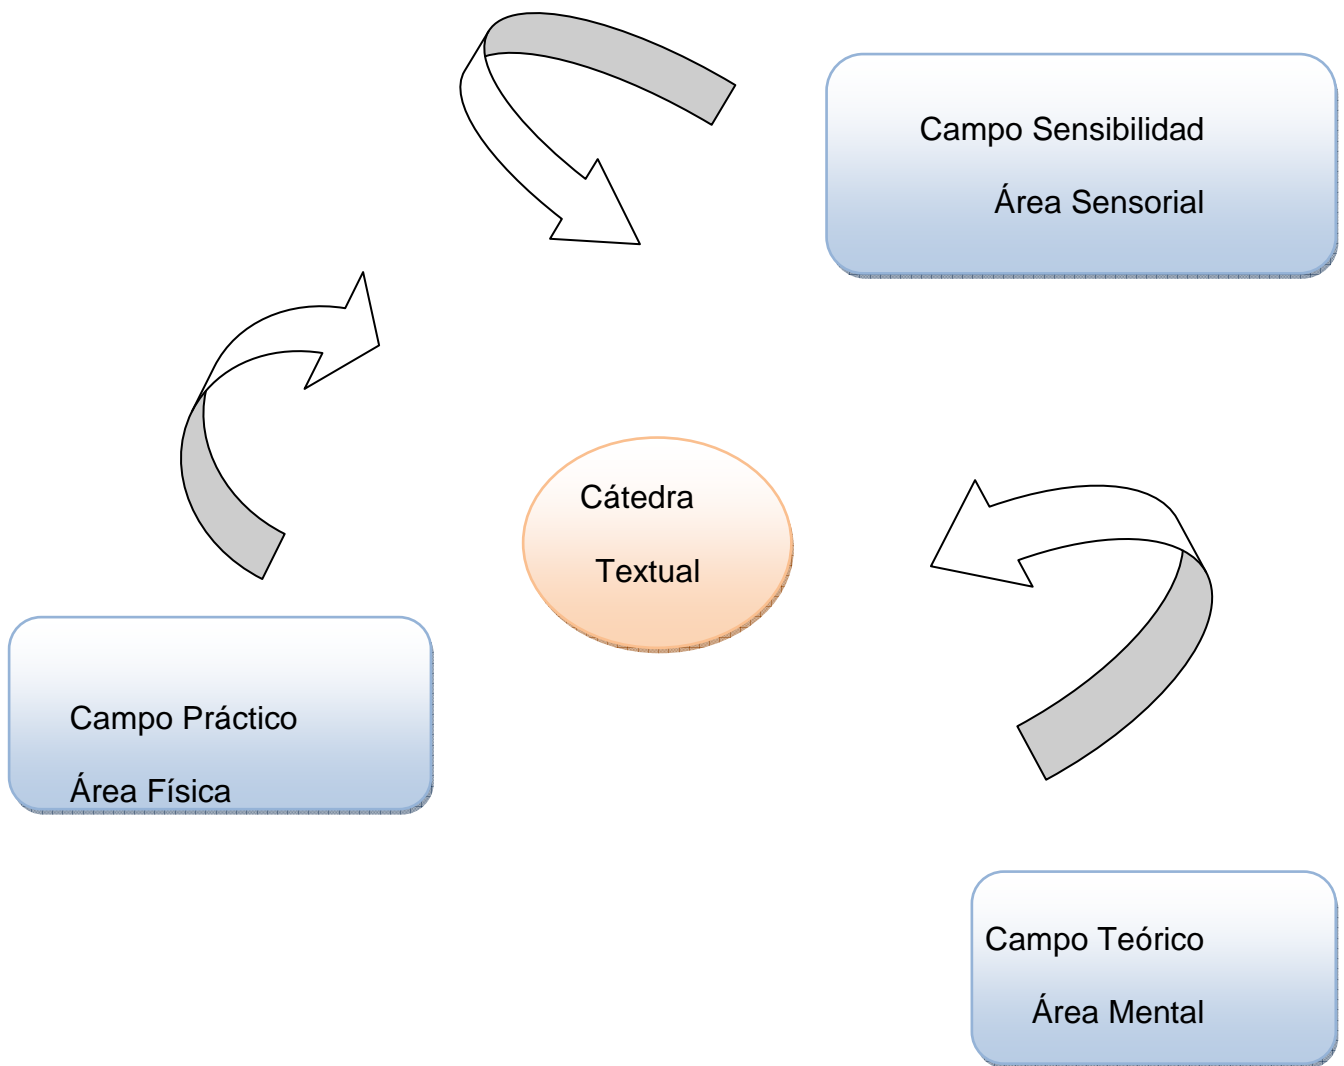 Campo Sensibilidad
Área Sensorial
Cátedra
Textual
Campo Práctico
Área Física
Campo Teórico
Área Mental